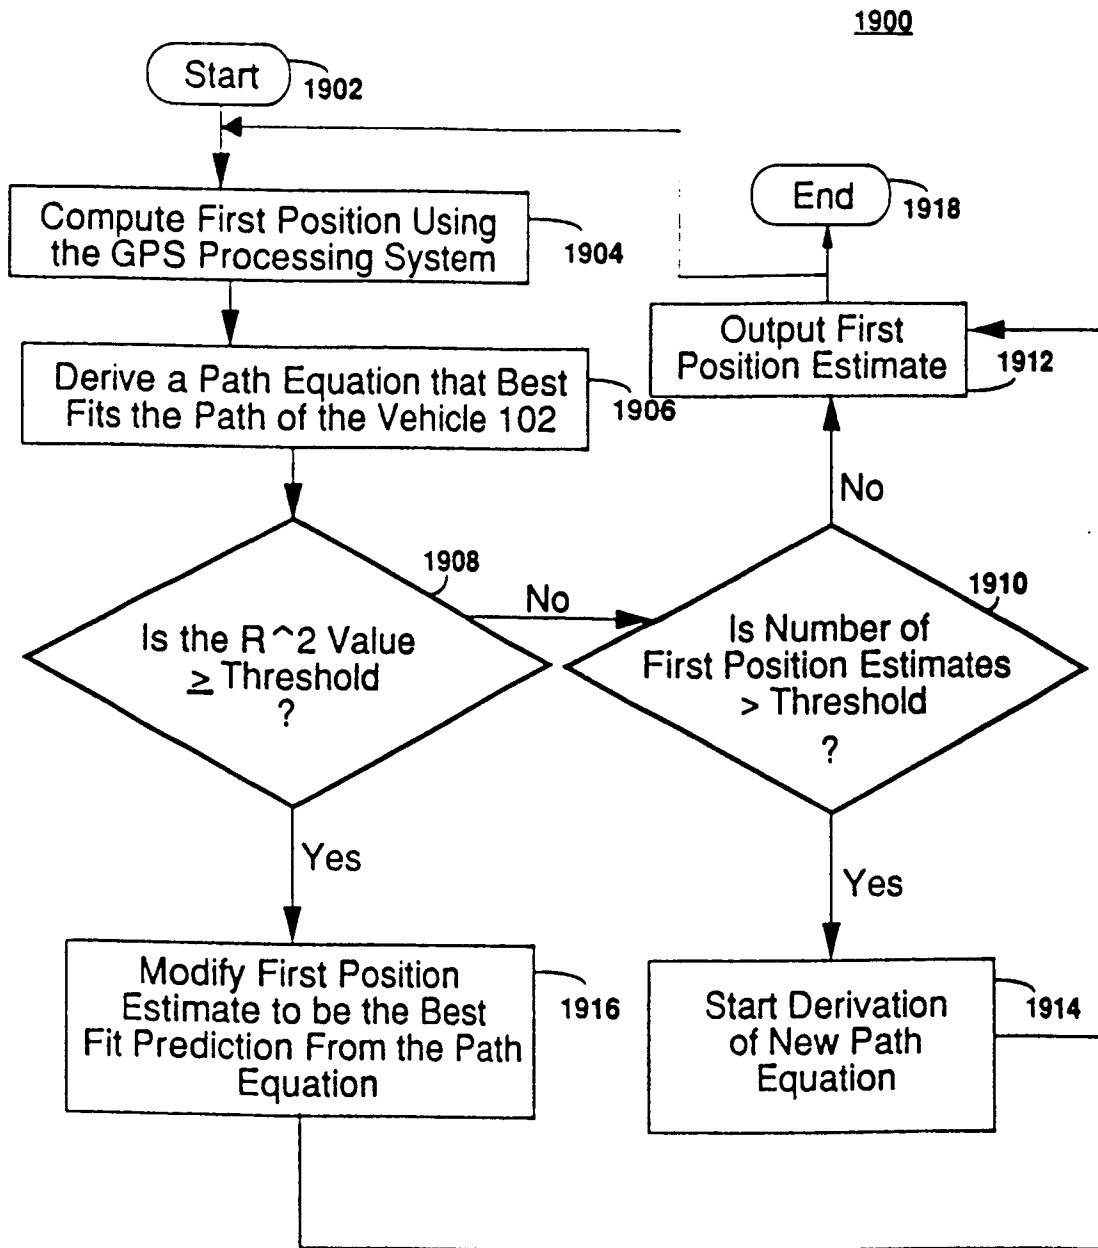 1900
Start
1902
Compute First Position Using
the GPS Processing System
1904
End
1918
Derive a Path Equation that Best
Fits the Path of the Vehicle 102
1906
Output First
Position Estimate
1912
No
1908
Is the R^2 Value
≥ Threshold
?
No
1910
Is Number of
First Position Estimates
> Threshold
?
Yes
Yes
Modify First Position
Estimate to be the Best
Fit Prediction From the Path
Equation
1916
Start Derivation
of New Path
Equation
1914